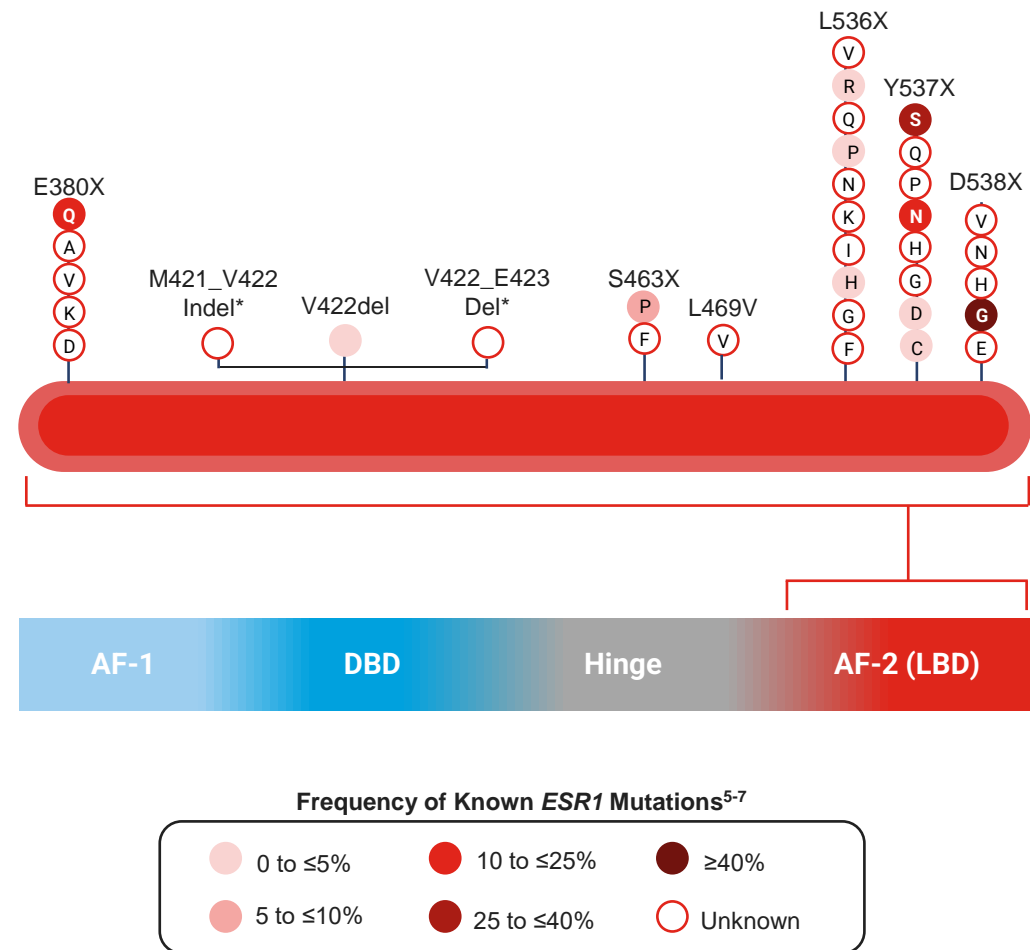 L536X
V
R
Q
P
N
K
I
H
G
F
Y537X
S
Q
P
N
H
G
D
C
D538X
V
N
H
G
E
E380X
Q
A
V
K
D
M421_V422
Indel*
V422del
V422_E423
Del*
S463X
P
F
L469V
V
AF-1
DBD
Hinge
AF-2 (LBD)
Frequency of Known ESR1 Mutations5-7
0 to ≤5%
10 to ≤25%
≥40%
5 to ≤10%
25 to ≤40%
Unknown